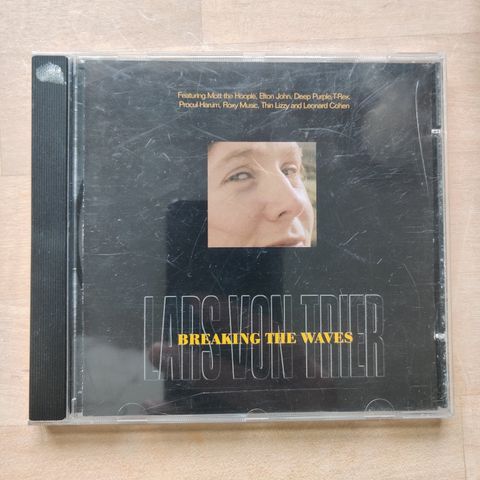 Featuring Mott the Hoople, Elton John, Deep Purple, T-Rex,
Procul Harum, Roxy Music, Thin Lizzy and Leonard Cohen
LARS VON TRIER
BREAKING THE WAVES